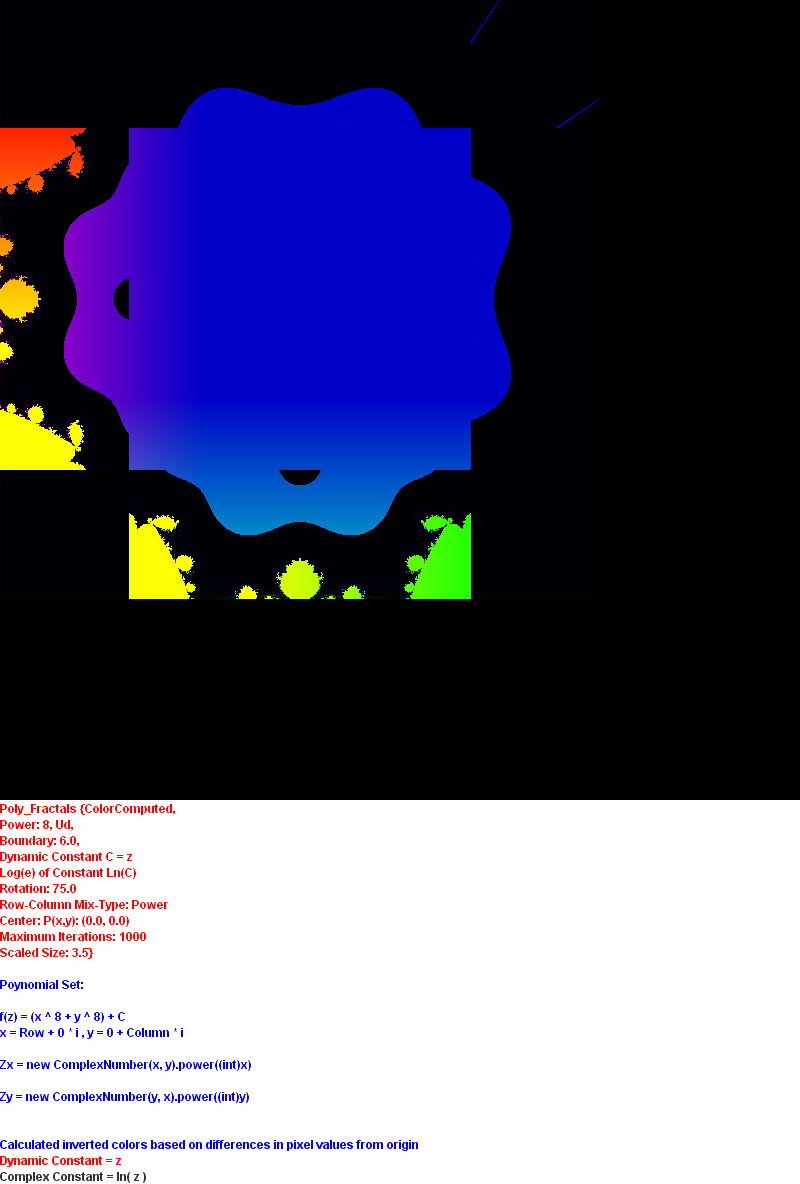 Poly_Fractals {ColorComputed,
Power: 8, Ud,
Boundary: 6.0,
Dynamic Constant C = z
Log(e) of Constant Ln(C)
Rotation: 75.0
Row-Column Mix-Type: Power
Center: P(x,y): (0.0, 0.0)
Maximum Iterations: 1000
Scaled Size: 3.5}
Poynomial Set:
f(z) = (x ^ 8 + y ^ 8) + C
x = Row + 0 * i , y = 0 + Column * i
Zx = new ComplexNumber(x, y).power((int)x)
Zy = new ComplexNumber(y, x).power((int)y)
Calculated inverted colors based on differences in pixel values from origin
Dynamic Constant = z
Complex Constant = ln( z )